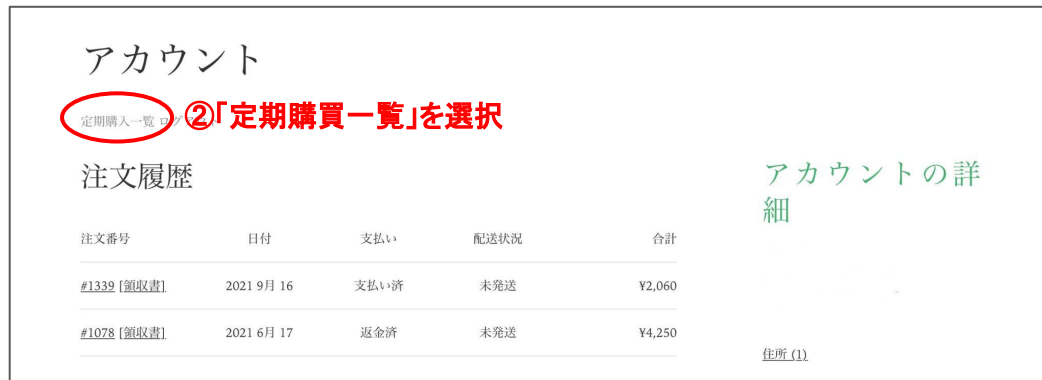 アカウント
定期購入一覧 ログ
②「定期購買一覧」を選択
注文履歴
注文番号 日付 支払い 配送状況 合計
#1339 [領収書] 2021 9月 16 支払い済 未発送 ¥2,060
#1078 [領収書] 2021 6月 17 返金済 未発送 ¥4,250
アカウントの詳
細
住所 (1)